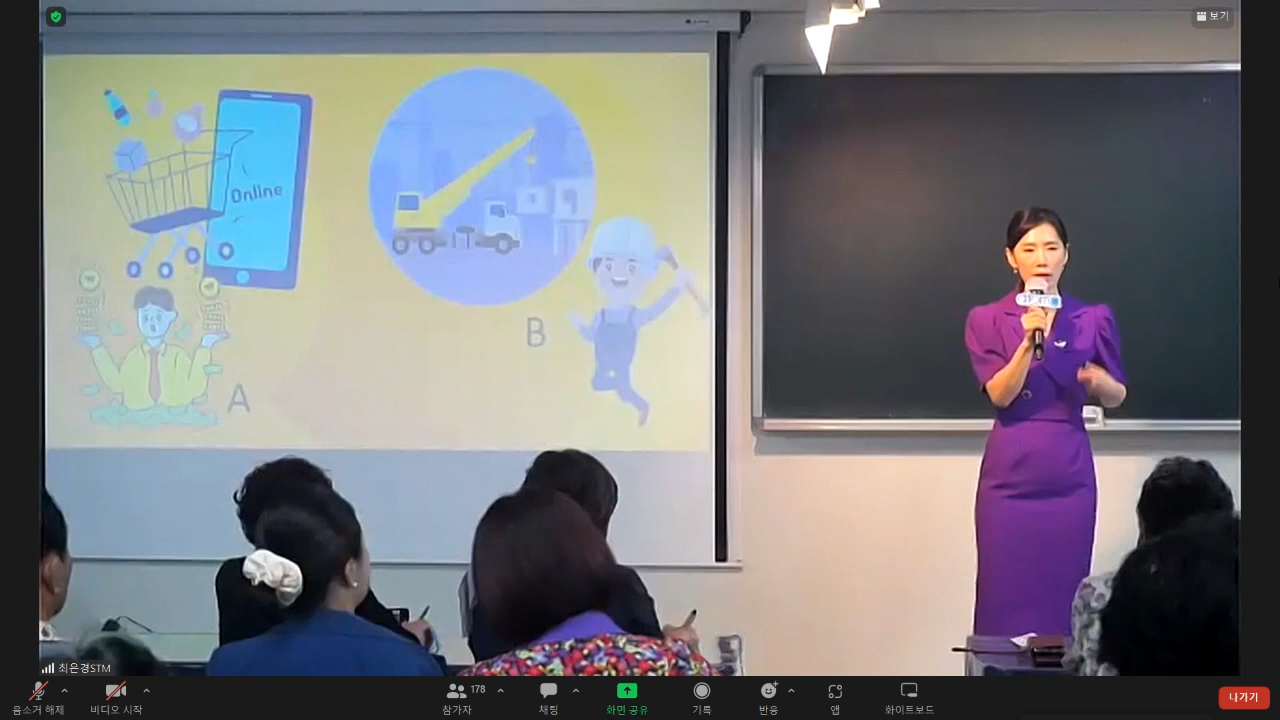 보기
Online
A
B
최은경STM
음소거 해제
비디오 시작
참가자
178
채팅
화면 공유
기록
반응
앱
화이트보드
나가기